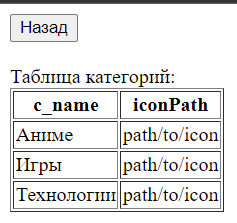 Назад
Таблица категорий:
c_name iconPath
Аниме path/to/icon
Игры path/to/icon
Технологии path/to/icon